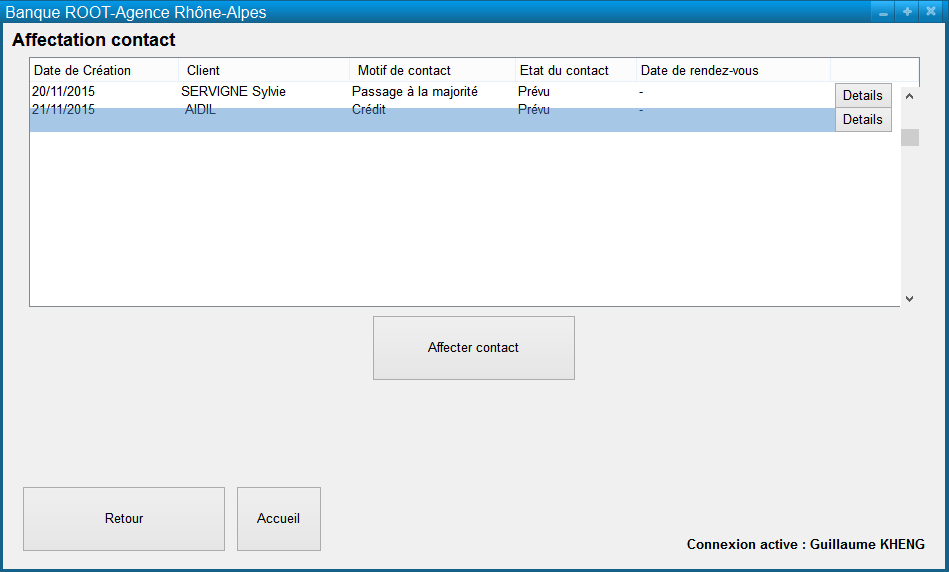 Banque ROOT-Agence Rhône-Alpes
Affectation contact
Date de Création Client Motif de contact Etat du contact Date de rendez-vous
20/11/2015 SERVIGNE Sylvie Passage à la majorité Prévu - Details
21/11/2015 AIDIL Crédit Prévu - Details
Affecter contact
Retour Accueil
Connexion active : Guillaume KHENG